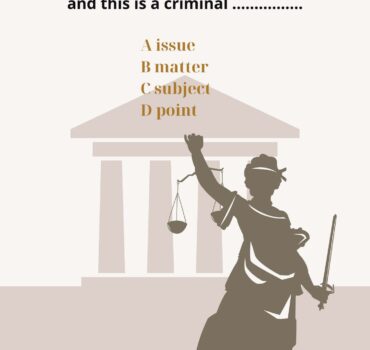 and this is a criminal ................
A issue
B matter
C subject
D point